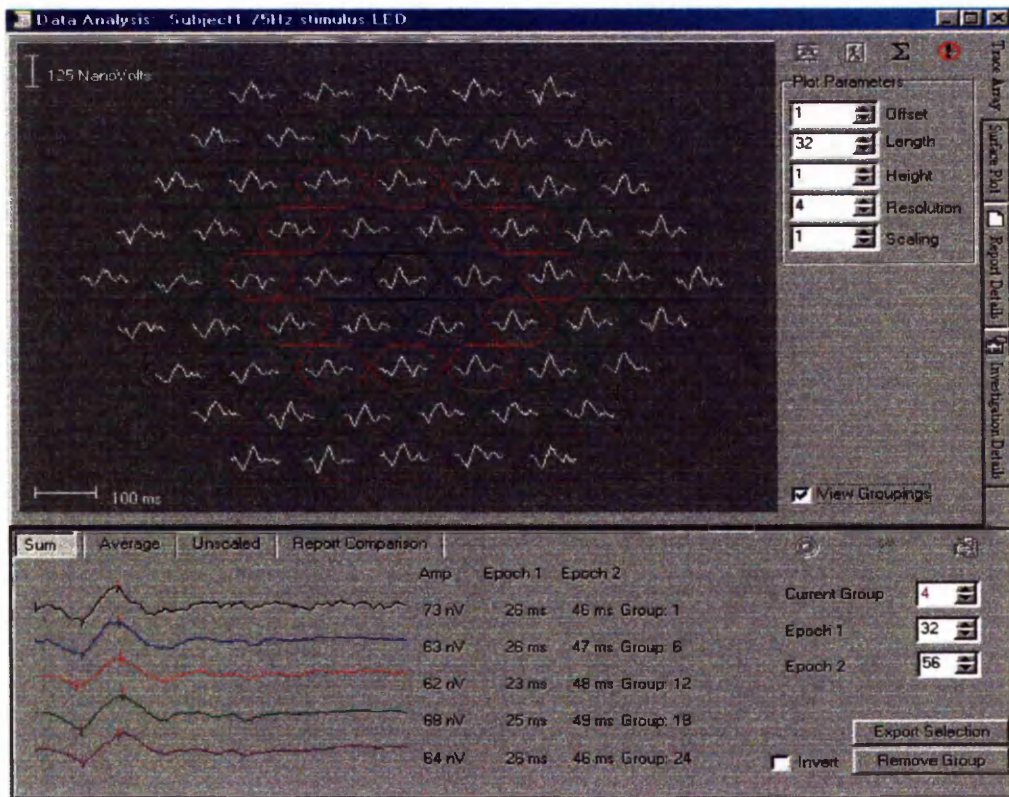 Data Analysis: Subject1 75Hz stimulus LED
125 NanoVolts
100 ms
Plot Parameters
1 Offset
32 Length
1 Height
4 Resolution
1 Scaling
View Groupings
Trace Array
Surface Plot
Report Details
Investigation Details
Sum Average Unscaled Report Comparison
Amp Epoch 1 Epoch 2
73 nV 26 ms 46 ms Group: 1
63 nV 26 ms 47 ms Group: 6
62 nV 23 ms 48 ms Group: 12
68 nV 25 ms 49 ms Group: 18
64 nV 26 ms 46 ms Group: 24
Current Group 4
Epoch 1 32
Epoch 2 56
Export Selection
Invert Remove Group